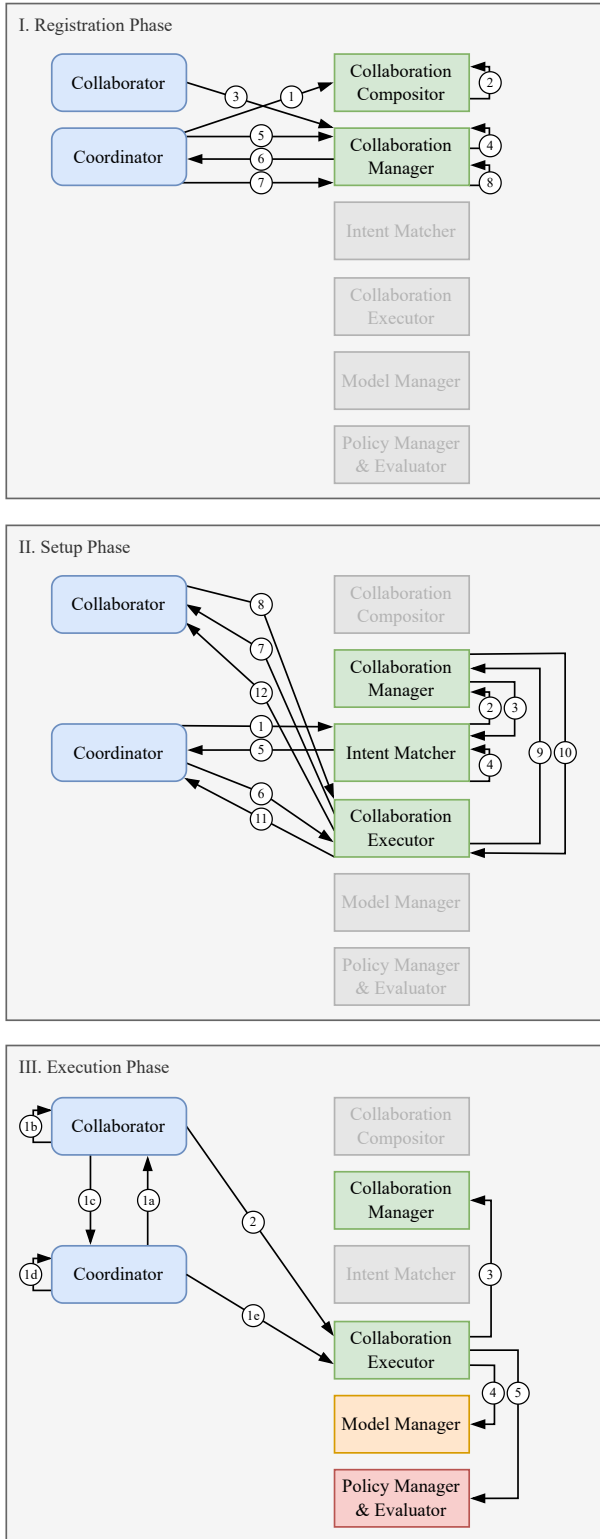 I. Registration Phase
Collaborator
Collaboration
Compositor
2
3
1
Coordinator
5
6
7
Collaboration
Manager
4
8
Intent Matcher
Collaboration
Executor
Model Manager
Policy Manager
& Evaluator
II. Setup Phase
Collaborator
8
Collaboration
Compositor
7
12
Collaboration
Manager
2
3
Coordinator
1
5
Intent Matcher
4
9
10
6
11
Collaboration
Executor
Model Manager
Policy Manager
& Evaluator
III. Execution Phase
1b
Collaborator
Collaboration
Compositor
1c
1a
2
Collaboration
Manager
1d
Coordinator
Intent Matcher
3
1e
Collaboration
Executor
4
5
Model Manager
Policy Manager
& Evaluator